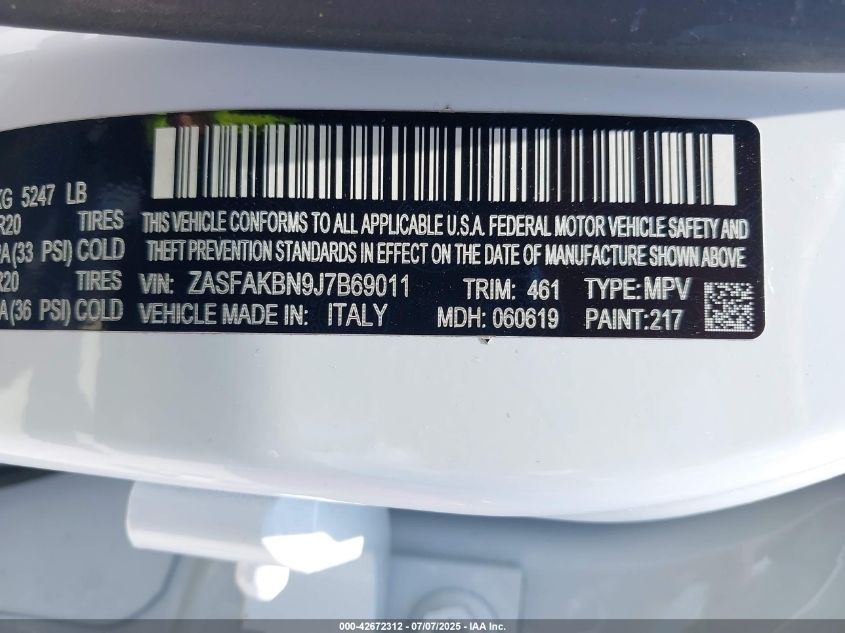 KG 5247 LB
R20 TIRES
PA (33 PSI) COLD
R20 TIRES
A (36 PSI) COLD
THIS VEHICLE CONFORMS TO ALL APPLICABLE U.S.A. FEDERAL MOTOR VEHICLE SAFETY AND
THEFT PREVENTION STANDARDS IN EFFECT ON THE DATE OF MANUFACTURE SHOWN ABOVE
VIN: ZASFAKBN9J7B69011 TRIM: 461 TYPE: MPV
VEHICLE MADE IN: ITALY MDH: 060619 PAINT:217
000-42672312 - 07/07/2025 - IAA Inc.